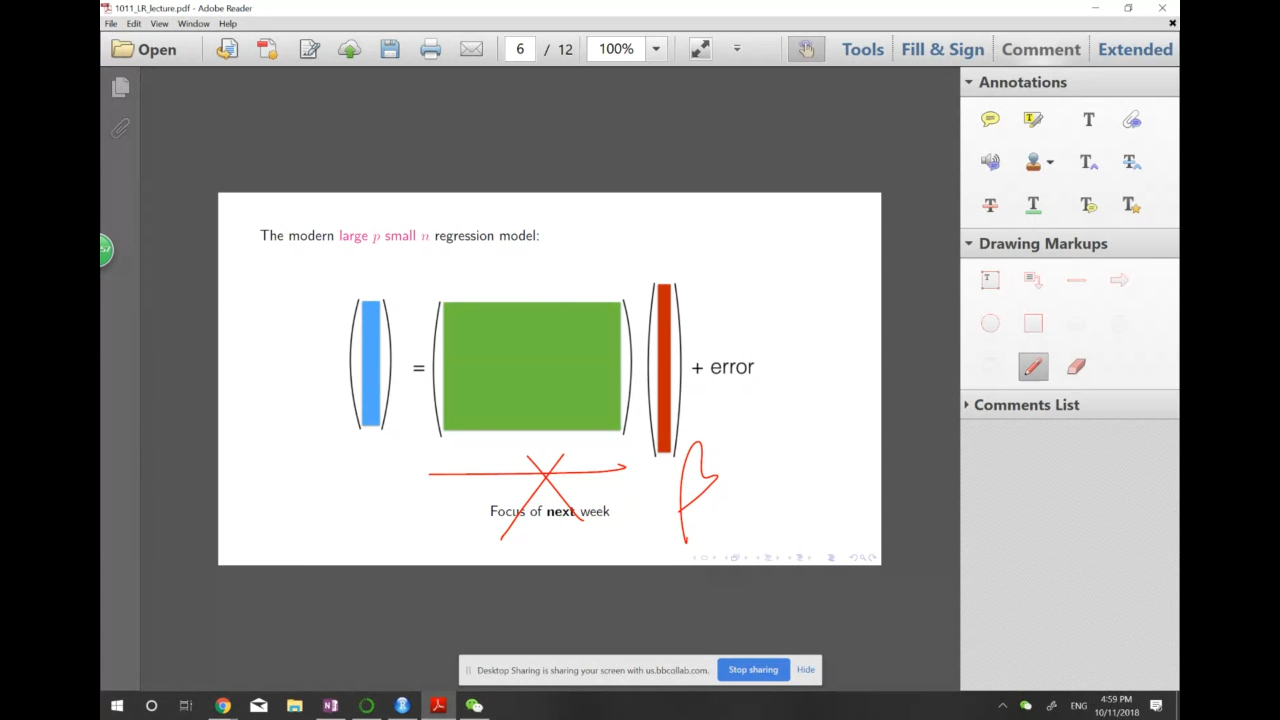 1011_LR_lecture.pdf - Adobe Reader
File Edit View Window Help
Open 6 / 12 100% Tools Fill & Sign Comment Extended
Annotations
Drawing Markups
Comments List
The modern large p small n regression model:
= + error
X β
Focus of next week
Desktop Sharing is sharing your screen with us.bbcollab.com. Stop sharing Hide
ENG
4:59 PM
10/11/2018